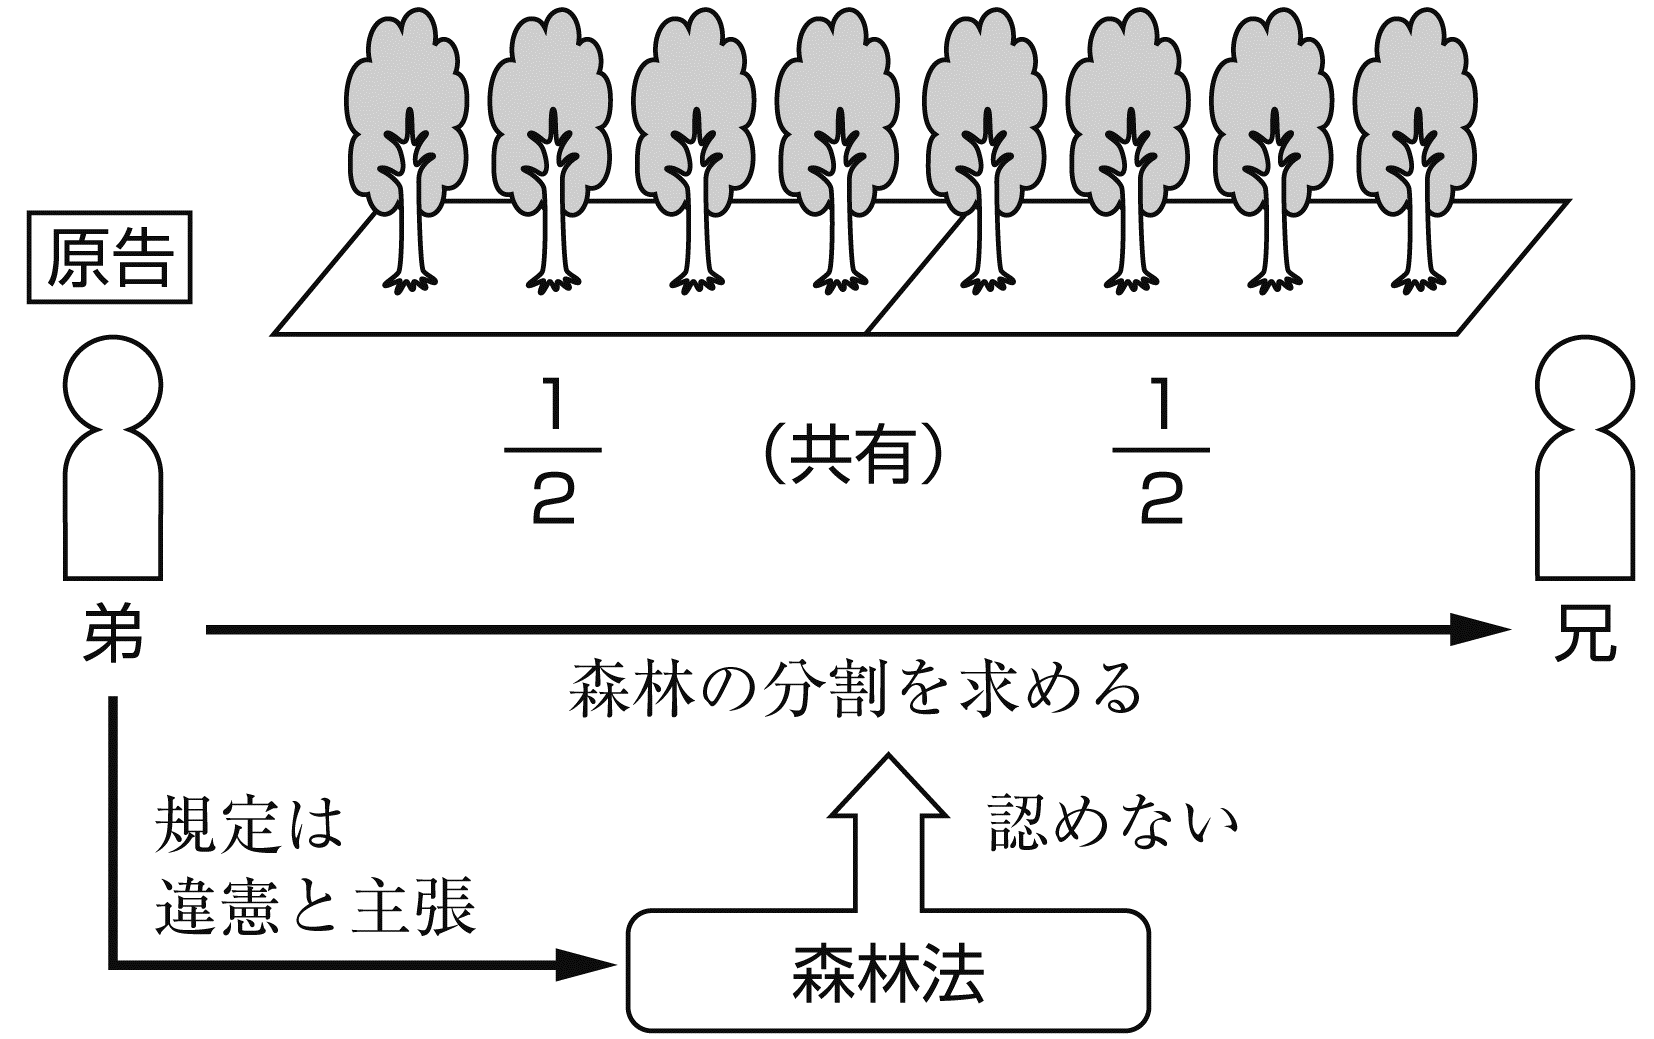 原告
1/2
(共有)
1/2
弟
兄
森林の分割を求める
規定は
違憲と主張
認めない
森林法